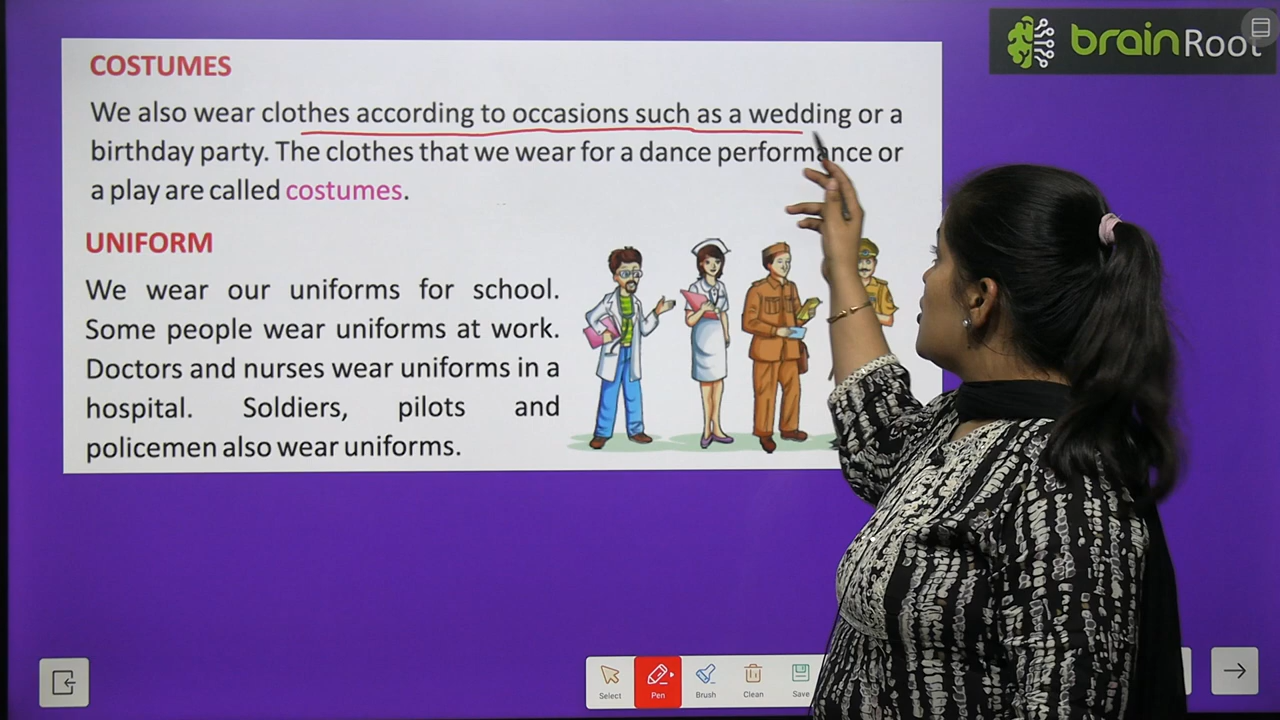 brainRoot
COSTUMES
We also wear clothes according to occasions such as a wedding or a
birthday party. The clothes that we wear for a dance performance or
a play are called costumes.
UNIFORM
We wear our uniforms for school.
Some people wear uniforms at work.
Doctors and nurses wear uniforms in a
hospital. Soldiers, pilots and
policemen also wear uniforms.
Select Pen Brush Clean Save